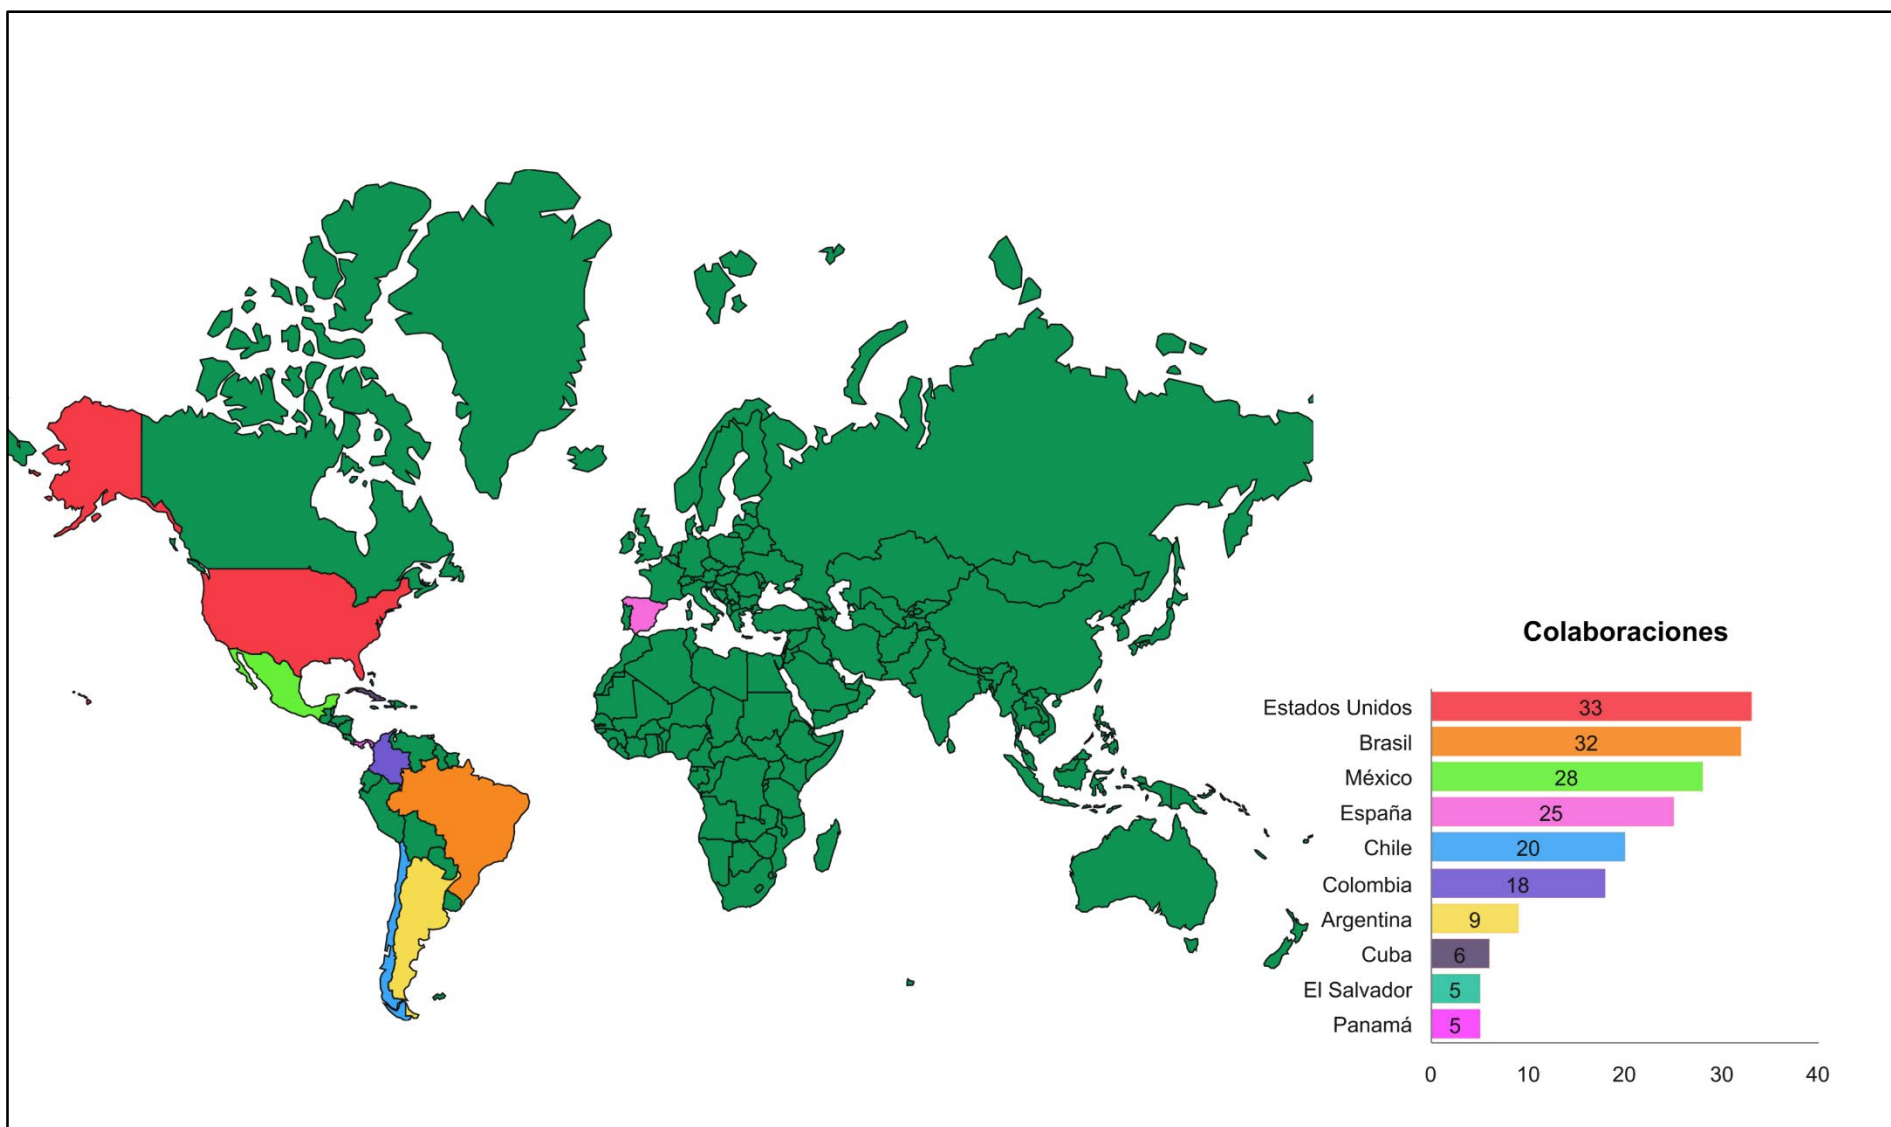 Colaboraciones
Estados Unidos 33
Brasil 32
México 28
España 25
Chile 20
Colombia 18
Argentina 9
Cuba 6
El Salvador 5
Panamá 5
0 10 20 30 40